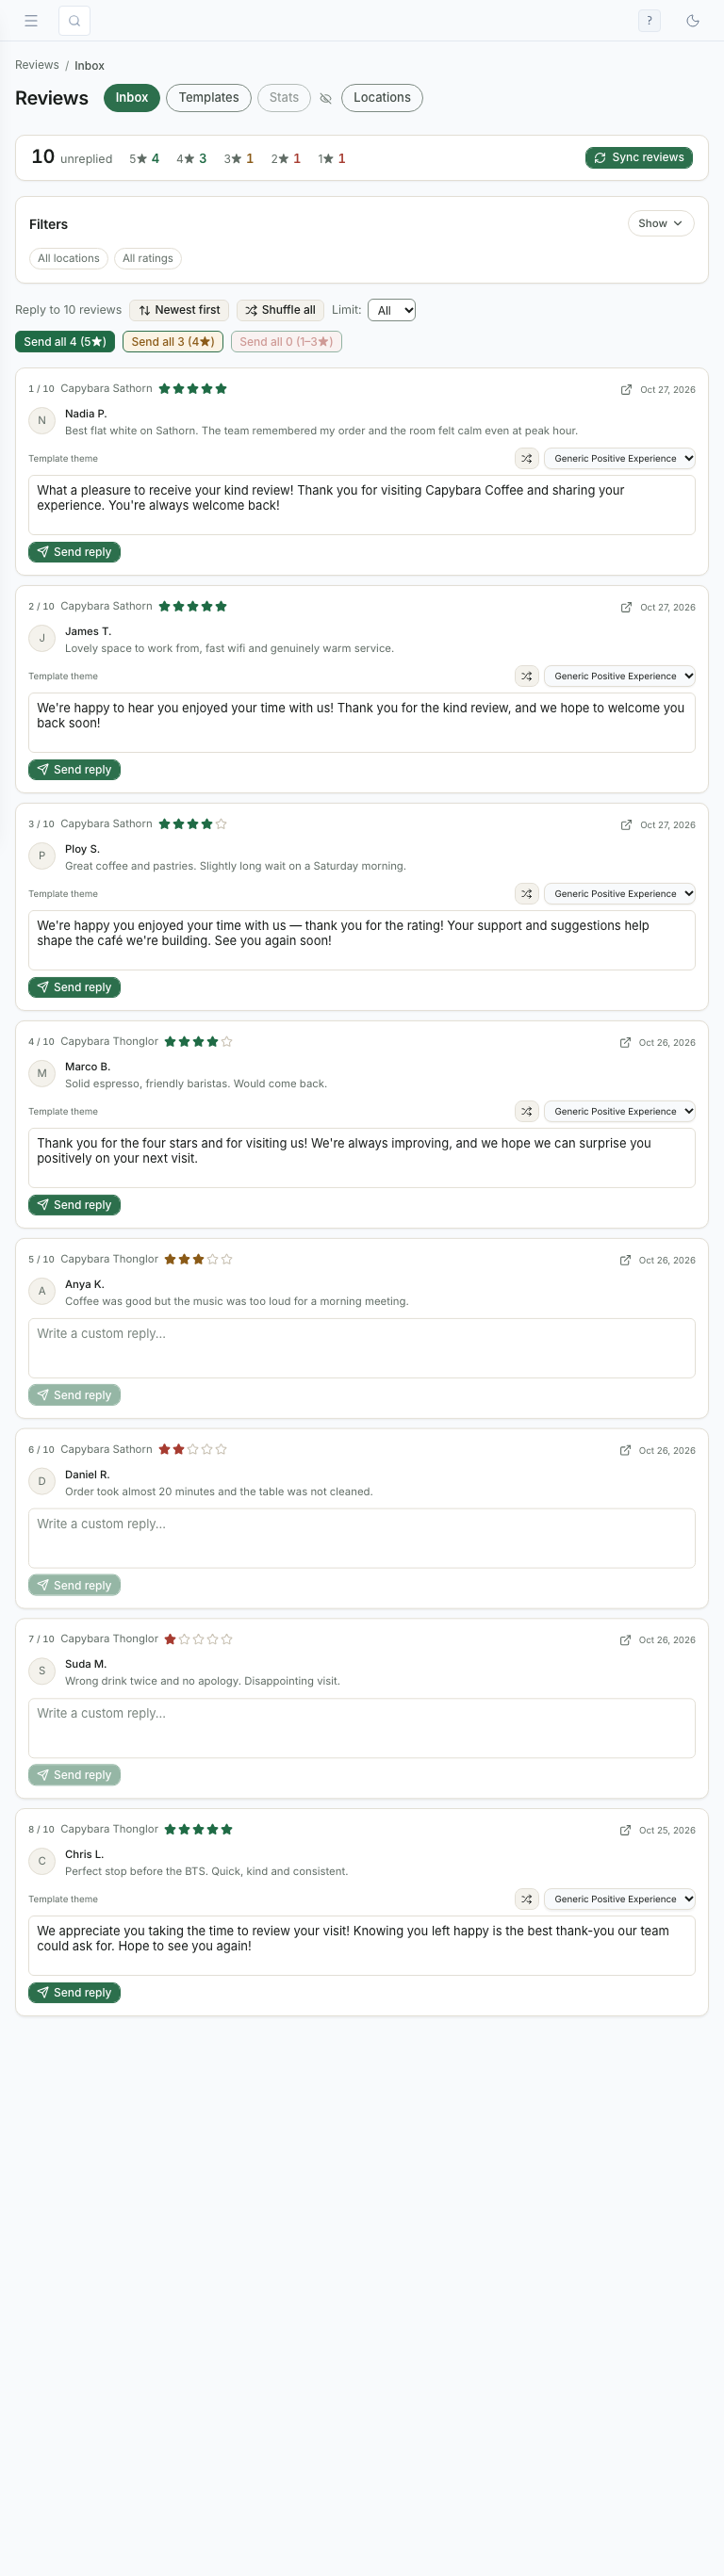 ?
Reviews / Inbox
Reviews Inbox Templates Stats Locations
10 unreplied 5★ 4 4★ 3 3★ 1 2★ 1 1★ 1 Sync reviews
Filters Show
All locations All ratings
Reply to 10 reviews Newest first Shuffle all Limit: All
Send all 4 (5★) Send all 3 (4★) Send all 0 (1–3★)
1 / 10 Capybara Sathorn Oct 27, 2026
N Nadia P.
Best flat white on Sathorn. The team remembered my order and the room felt calm even at peak hour.
Template theme Generic Positive Experience
What a pleasure to receive your kind review! Thank you for visiting Capybara Coffee and sharing your
experience. You're always welcome back!
Send reply
2 / 10 Capybara Sathorn Oct 27, 2026
J James T.
Lovely space to work from, fast wifi and genuinely warm service.
Template theme Generic Positive Experience
We're happy to hear you enjoyed your time with us! Thank you for the kind review, and we hope to welcome you
back soon!
Send reply
3 / 10 Capybara Sathorn Oct 27, 2026
P Ploy S.
Great coffee and pastries. Slightly long wait on a Saturday morning.
Template theme Generic Positive Experience
We're happy you enjoyed your time with us — thank you for the rating! Your support and suggestions help
shape the café we're building. See you again soon!
Send reply
4 / 10 Capybara Thonglor Oct 26, 2026
M Marco B.
Solid espresso, friendly baristas. Would come back.
Template theme Generic Positive Experience
Thank you for the four stars and for visiting us! We're always improving, and we hope we can surprise you
positively on your next visit.
Send reply
5 / 10 Capybara Thonglor Oct 26, 2026
A Anya K.
Coffee was good but the music was too loud for a morning meeting.
Write a custom reply...
Send reply
6 / 10 Capybara Sathorn Oct 26, 2026
D Daniel R.
Order took almost 20 minutes and the table was not cleaned.
Write a custom reply...
Send reply
7 / 10 Capybara Thonglor Oct 26, 2026
S Suda M.
Wrong drink twice and no apology. Disappointing visit.
Write a custom reply...
Send reply
8 / 10 Capybara Thonglor Oct 25, 2026
C Chris L.
Perfect stop before the BTS. Quick, kind and consistent.
Template theme Generic Positive Experience
We appreciate you taking the time to review your visit! Knowing you left happy is the best thank-you our team
could ask for. Hope to see you again!
Send reply